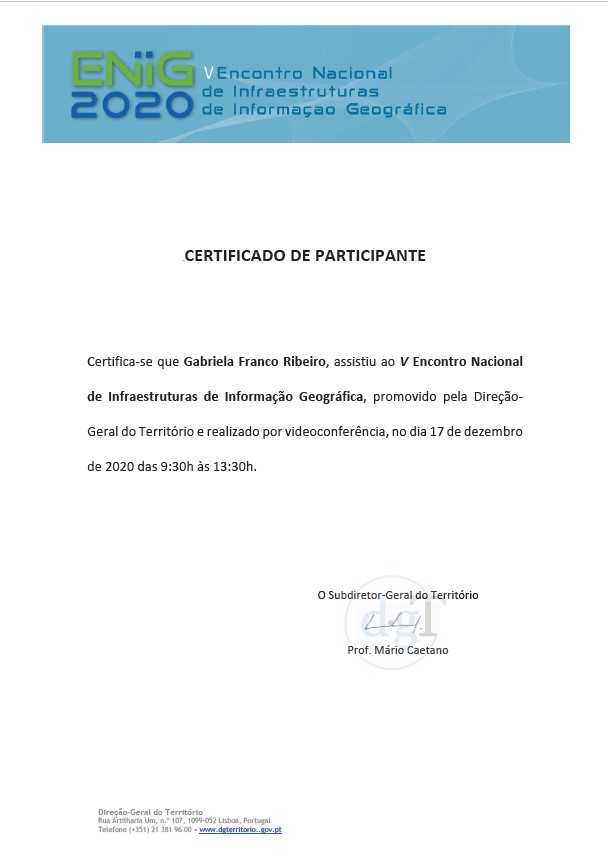 ENiiG
2020
V Encontro Nacional
de Infraestruturas
de Informaçao Geográfica
CERTIFICADO DE PARTICIPANTE
Certifica-se que Gabriela Franco Ribeiro, assistiu ao V Encontro Nacional
de Infraestruturas de Informação Geográfica, promovido pela Direção-
Geral do Território e realizado por videoconferência, no dia 17 de dezembro
de 2020 das 9:30h às 13:30h.
O Subdiretor-Geral do Território
dgT
Prof. Mário Caetano
Direção-Geral do Território
Rua Artilharia Um, n.º 107, 1099-052 Lisboa, Portugal
Telefone (+351) 21 381 96 00 • www.dgterritorio..gov.pt